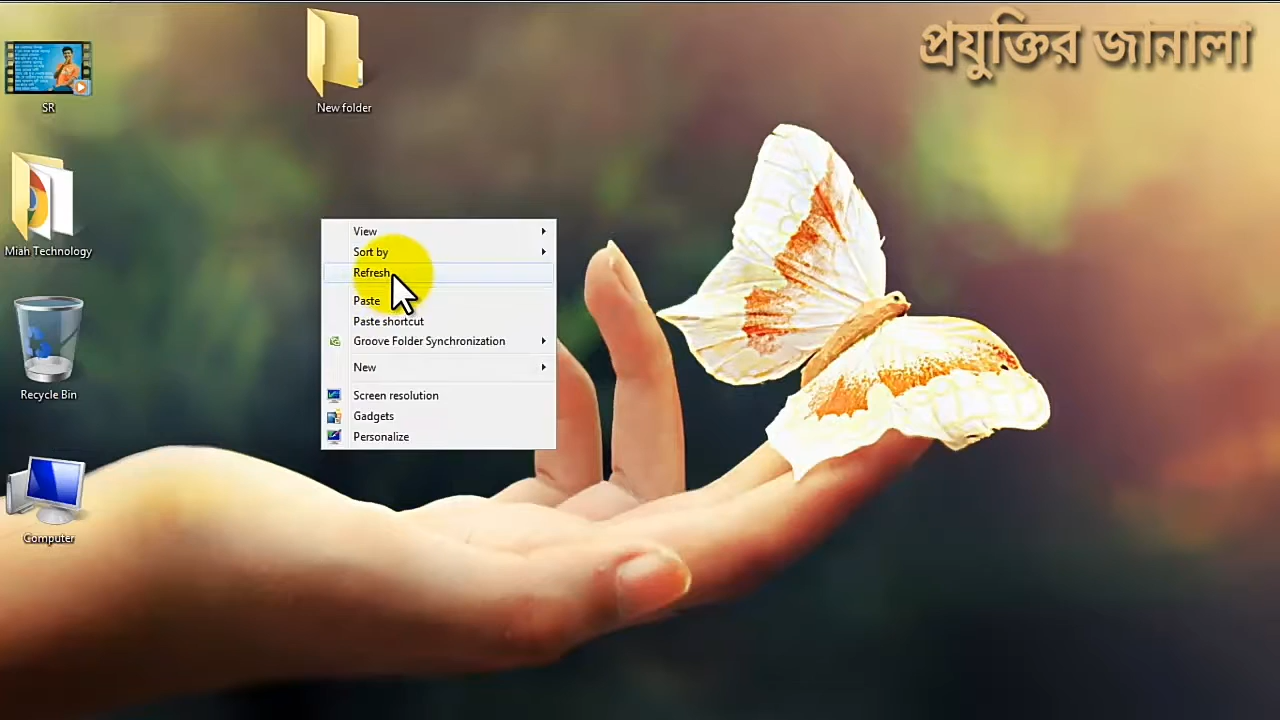 প্রযুক্তির জানালা
SR
New folder
Miah Technology
Recycle Bin
Computer
View
Sort by
Refresh
Paste
Paste shortcut
Groove Folder Synchronization
New
Screen resolution
Gadgets
Personalize